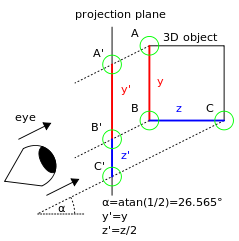 projection plane
A
3D object
A'
y'
y
B
z
C
eye
B'
z'
C'
α
α=atan(1/2)=26.565°
y'=y
z'=z/2